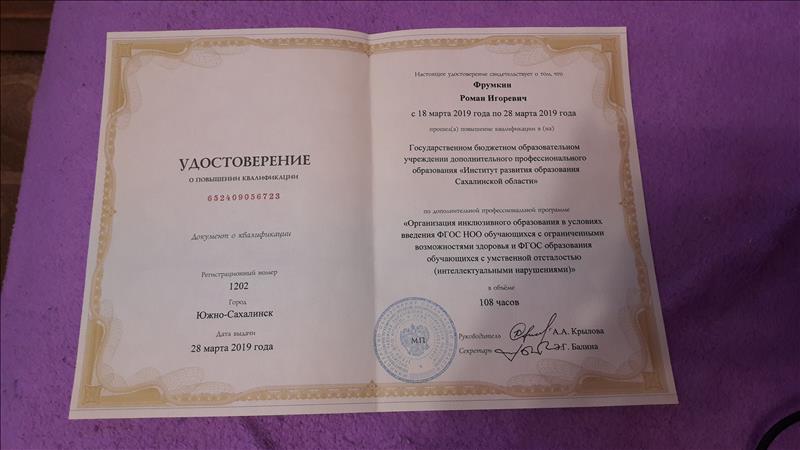 УДОСТОВЕРЕНИЕ
О ПОВЫШЕНИИ КВАЛИФИКАЦИИ
652409056723
Документ о квалификации
Регистрационный номер
1202
Город
Южно-Сахалинск
Дата выдачи
28 марта 2019 года
Настоящее удостоверение свидетельствует о том, что
Фрумкин
Роман Игоревич
с 18 марта 2019 года по 28 марта 2019 года
прошел(а) повышение квалификации в (на)
Государственном бюджетном образовательном
учреждении дополнительного профессионального
образования «Институт развития образования
Сахалинской области»
по дополнительной профессиональной программе
«Организация инклюзивного образования в условиях
введения ФГОС НОО обучающихся с ограниченными
возможностями здоровья и ФГОС образования
обучающихся с умственной отсталостью
(интеллектуальными нарушениями)»
в объёме
108 часов
М.П.
Руководитель А.А. Крылова
Секретарь Э.Г. Балина